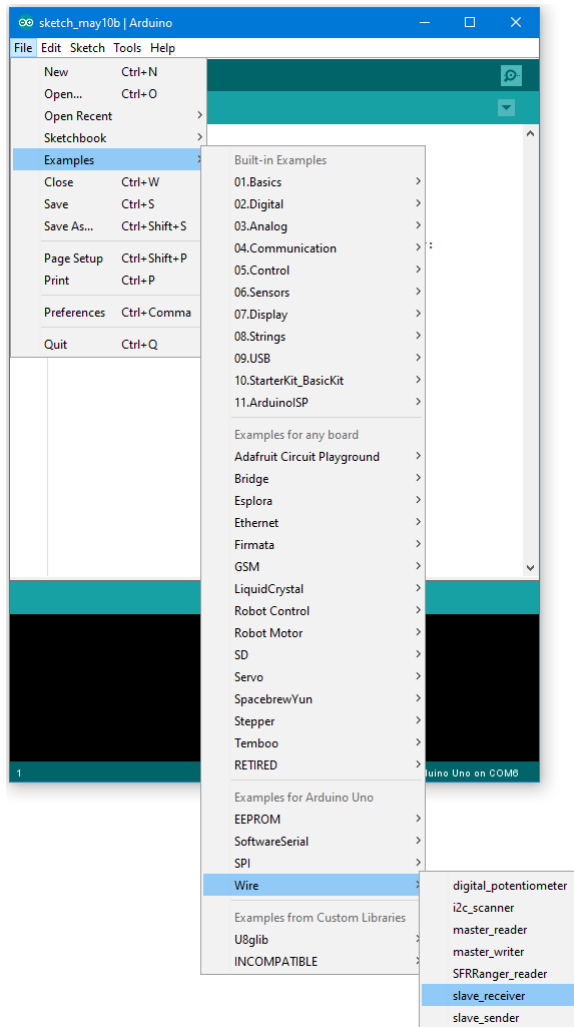 sketch_may10b | Arduino
File Edit Sketch Tools Help
New Ctrl+N
Open... Ctrl+O
Open Recent
Sketchbook
Examples
Close Ctrl+W
Save Ctrl+S
Save As... Ctrl+Shift+S
Page Setup Ctrl+Shift+P
Print Ctrl+P
Preferences Ctrl+Comma
Quit Ctrl+Q
Built-in Examples
01.Basics
02.Digital
03.Analog
04.Communication
05.Control
06.Sensors
07.Display
08.Strings
09.USB
10.StarterKit_BasicKit
11.ArduinoISP
Examples for any board
Adafruit Circuit Playground
Bridge
Esplora
Ethernet
Firmata
GSM
LiquidCrystal
Robot Control
Robot Motor
SD
Servo
SpacebrewYun
Stepper
Temboo
RETIRED
Examples for Arduino Uno
EEPROM
SoftwareSerial
SPI
Wire
Examples from Custom Libraries
U8glib
INCOMPATIBLE
digital_potentiometer
i2c_scanner
master_reader
master_writer
SFRRanger_reader
slave_receiver
slave_sender
1
Uno on COM6